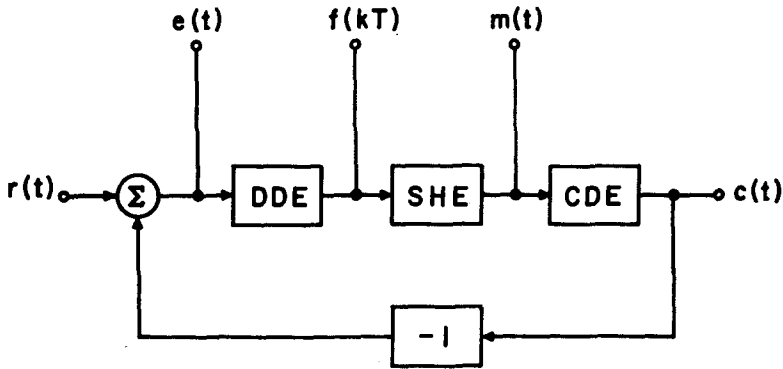 e(t) f(kT) m(t)
r(t) Σ DDE SHE CDE c(t)
-1